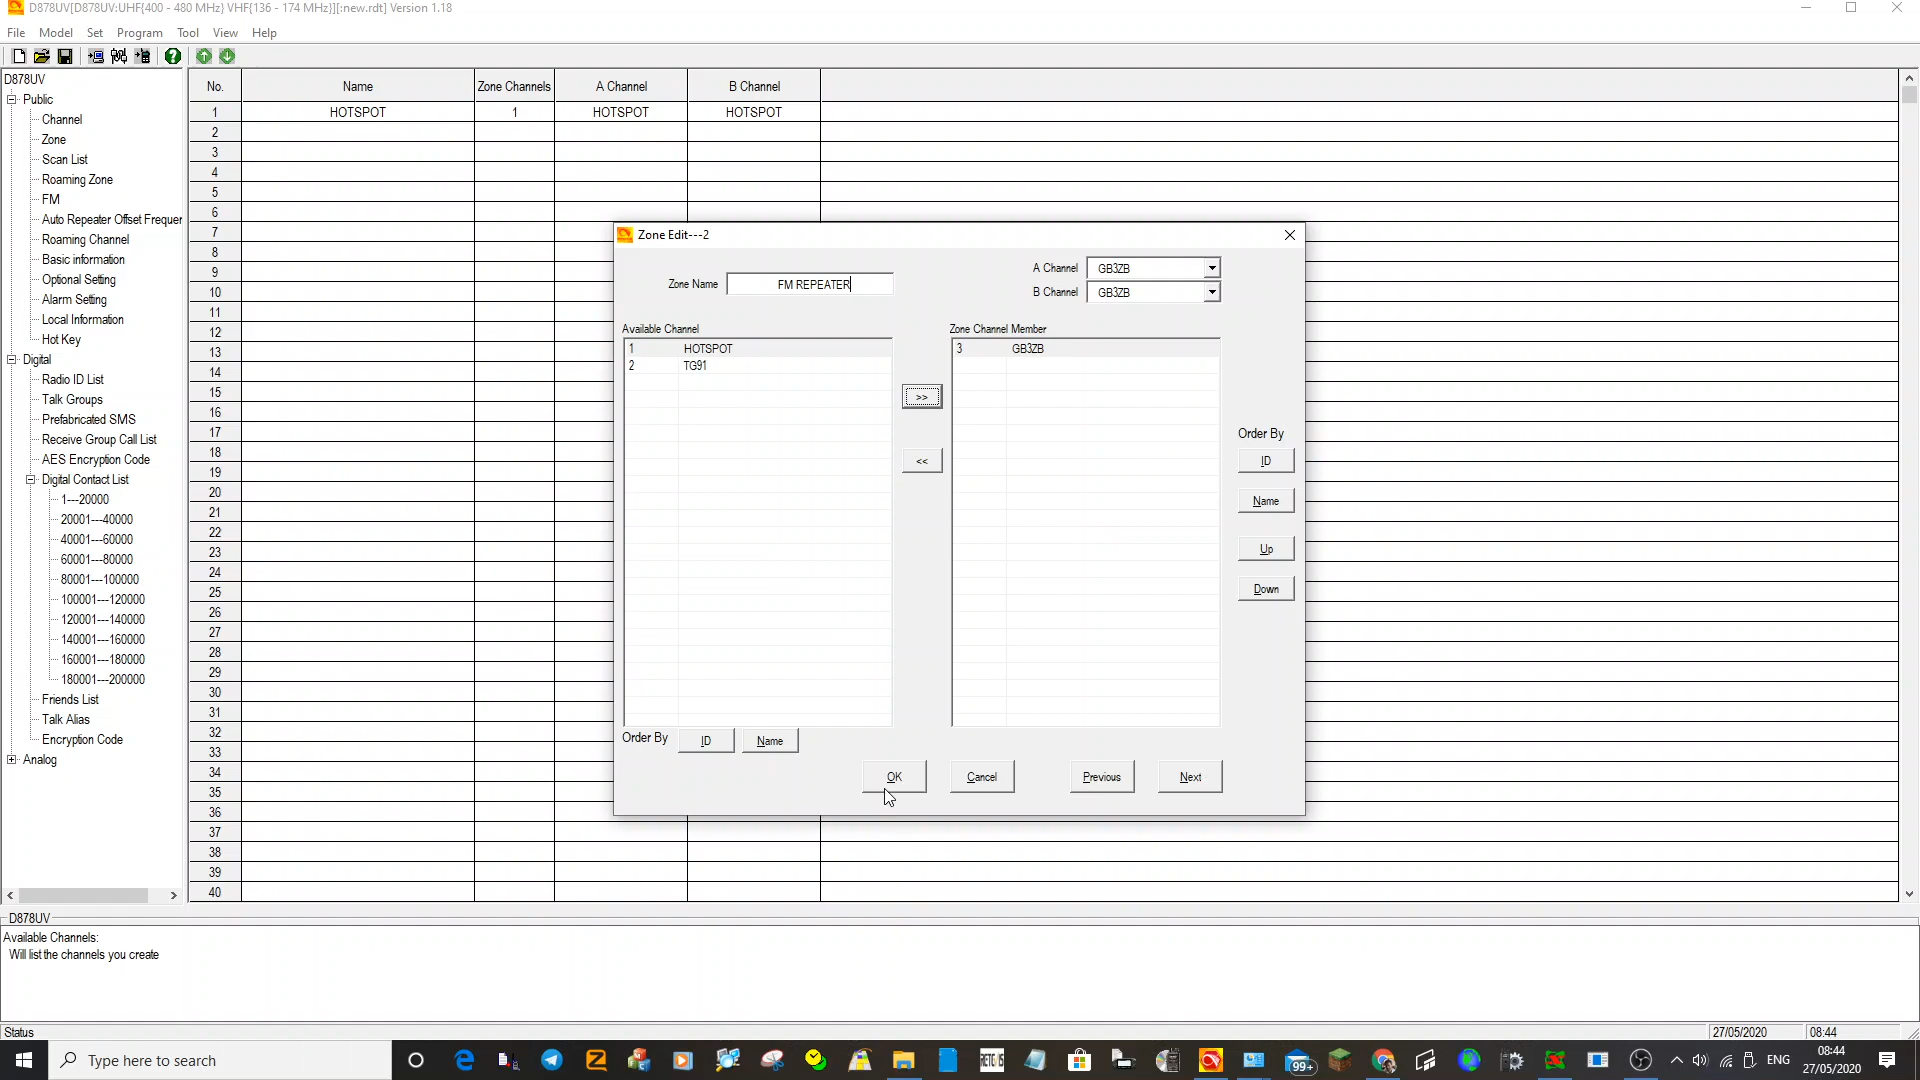 D878UV[D878UV:UHF{400 - 480 MHz} VHF{136 - 174 MHz}][:new.rdt] Version 1.18
File Model Set Program Tool View Help
D878UV
Public
Channel
Zone
Scan List
Roaming Zone
FM
Auto Repeater Offset Frequer
Roaming Channel
Basic information
Optional Setting
Alarm Setting
Local Information
Hot Key
Digital
Radio ID List
Talk Groups
Prefabricated SMS
Receive Group Call List
AES Encryption Code
Digital Contact List
1---20000
20001---40000
40001---60000
60001---80000
80001---100000
100001---120000
120001---140000
140001---160000
160001---180000
180001---200000
Friends List
Talk Alias
Encryption Code
Analog
No. Name Zone Channels A Channel B Channel
1 HOTSPOT 1 HOTSPOT HOTSPOT
2
3
4
5
6
7
8
9
10
11
12
13
14
15
16
17
18
19
20
21
22
23
24
25
26
27
28
29
30
31
32
33
34
35
36
37
38
39
40
Zone Edit---2
Zone Name FM REPEATER
A Channel GB3ZB
B Channel GB3ZB
Available Channel
1 HOTSPOT
2 TG91
>>
<<
Zone Channel Member
3 GB3ZB
Order By
ID
Name
Up
Down
Order By ID Name
OK Cancel Previous Next
D878UV
Available Channels:
Will list the channels you create
Status 27/05/2020 08:44
Type here to search
RETEVIS
99+
ENG
08:44
27/05/2020